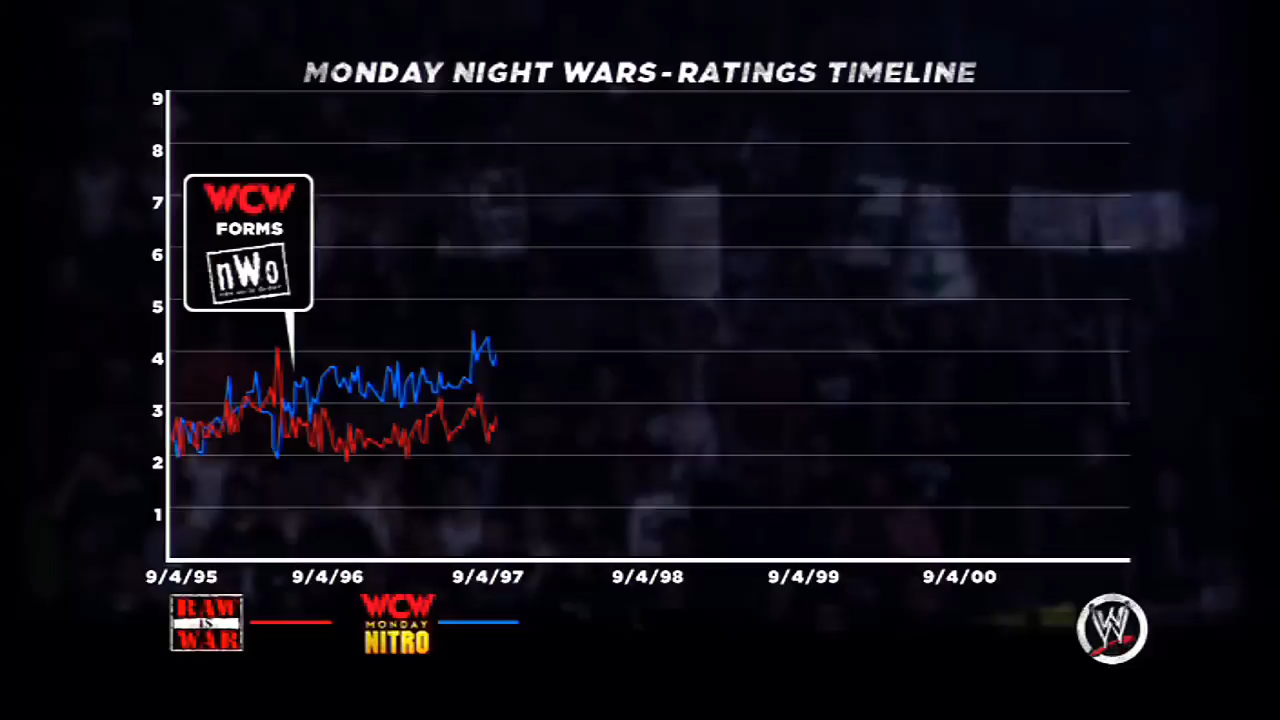 MONDAY NIGHT WARS-RATINGS TIMELINE
9
8
7
6
5
4
3
2
1
WCW
FORMS
nWo
9/4/95 9/4/96 9/4/97 9/4/98 9/4/99 9/4/00
RAW
IS
WAR
WCW
MONDAY
NITRO
W